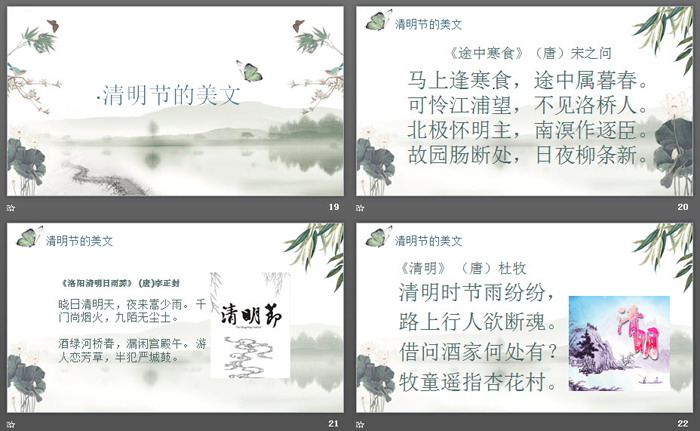 ·清明节的美文
19
清明节的美文
《途中寒食》（唐）宋之问
马上逢寒食，途中属暮春。
可怜江浦望，不见洛桥人。
北极怀明主，南溟作逐臣。
故园肠断处，日夜柳条新。
20
清明节的美文
《洛阳清明日雨霁》 (唐)李正封
晓日清明天，夜来嵩少雨。 千
门尚烟火，九陌无尘土。
酒绿河桥春，漏闲宫殿午。 游
人恋芳草，半犯严城鼓。
清明節
21
清明节的美文
《清明》 （唐）杜牧
清明时节雨纷纷，
路上行人欲断魂。
借问酒家何处有？
牧童遥指杏花村。
清明
22